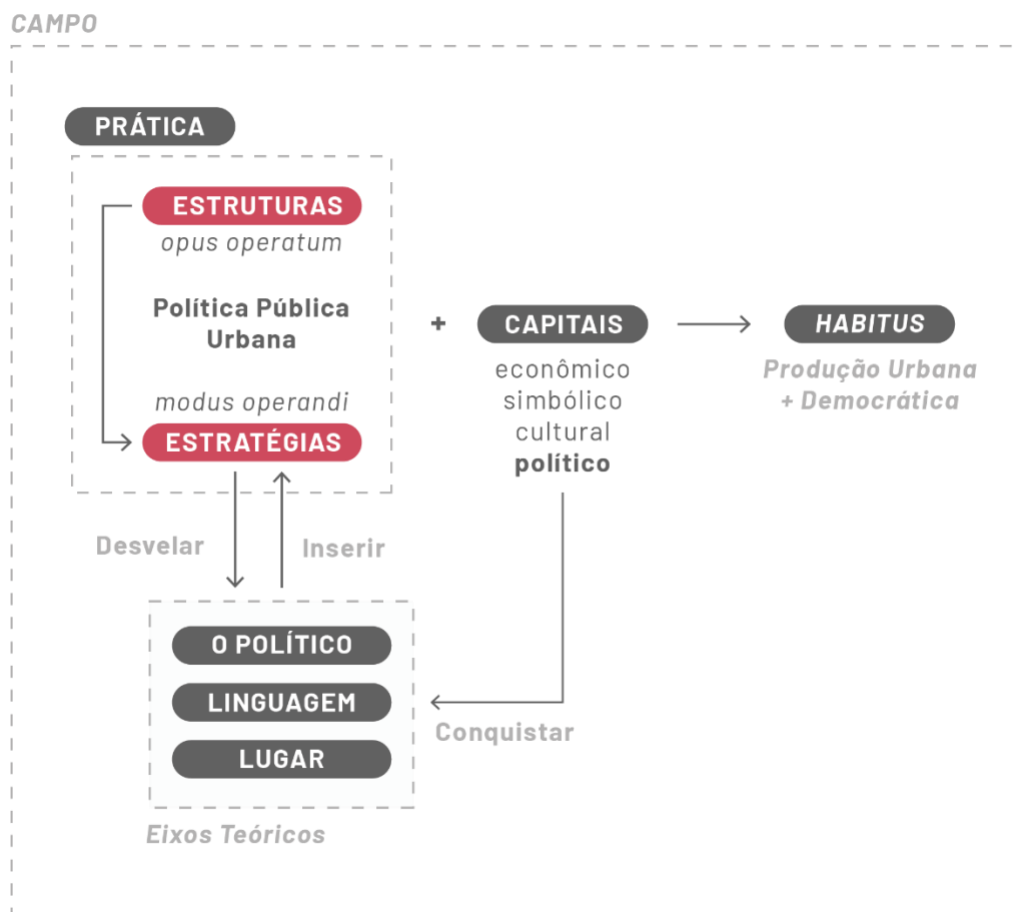 CAMPO
PRÁTICA
ESTRUTURAS
opus operatum
Política Pública
Urbana
modus operandi
ESTRATÉGIAS
+
CAPITAIS
econômico
simbólico
cultural
político
HABITUS
Produção Urbana
+ Democrática
Desvelar
Inserir
O POLÍTICO
LINGUAGEM
LUGAR
Conquistar
Eixos Teóricos